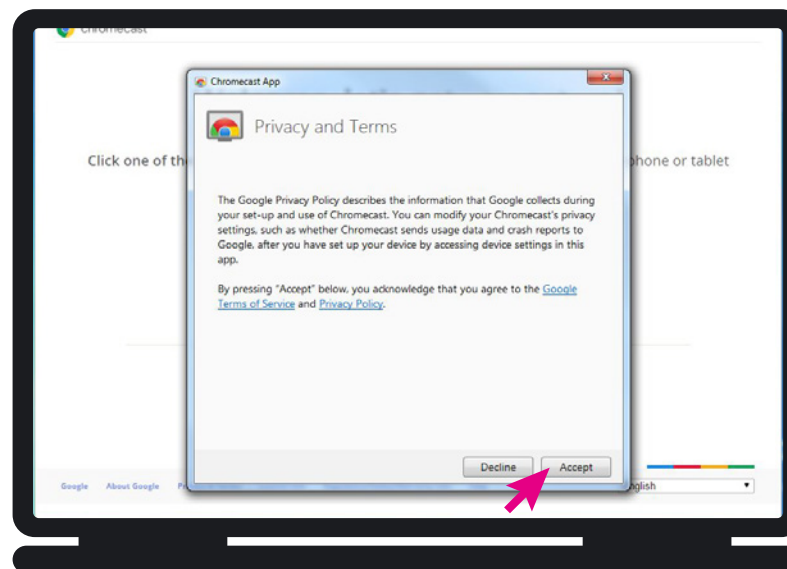 Chromecast
Chromecast App
Privacy and Terms
Click one of the
phone or tablet
The Google Privacy Policy describes the information that Google collects during
your set-up and use of Chromecast. You can modify your Chromecast's privacy
settings, such as whether Chromecast sends usage data and crash reports to
Google, after you have set up your device by accessing device settings in this
app.
By pressing "Accept" below, you acknowledge that you agree to the Google
Terms of Service and Privacy Policy.
Decline Accept
Google About Google
English